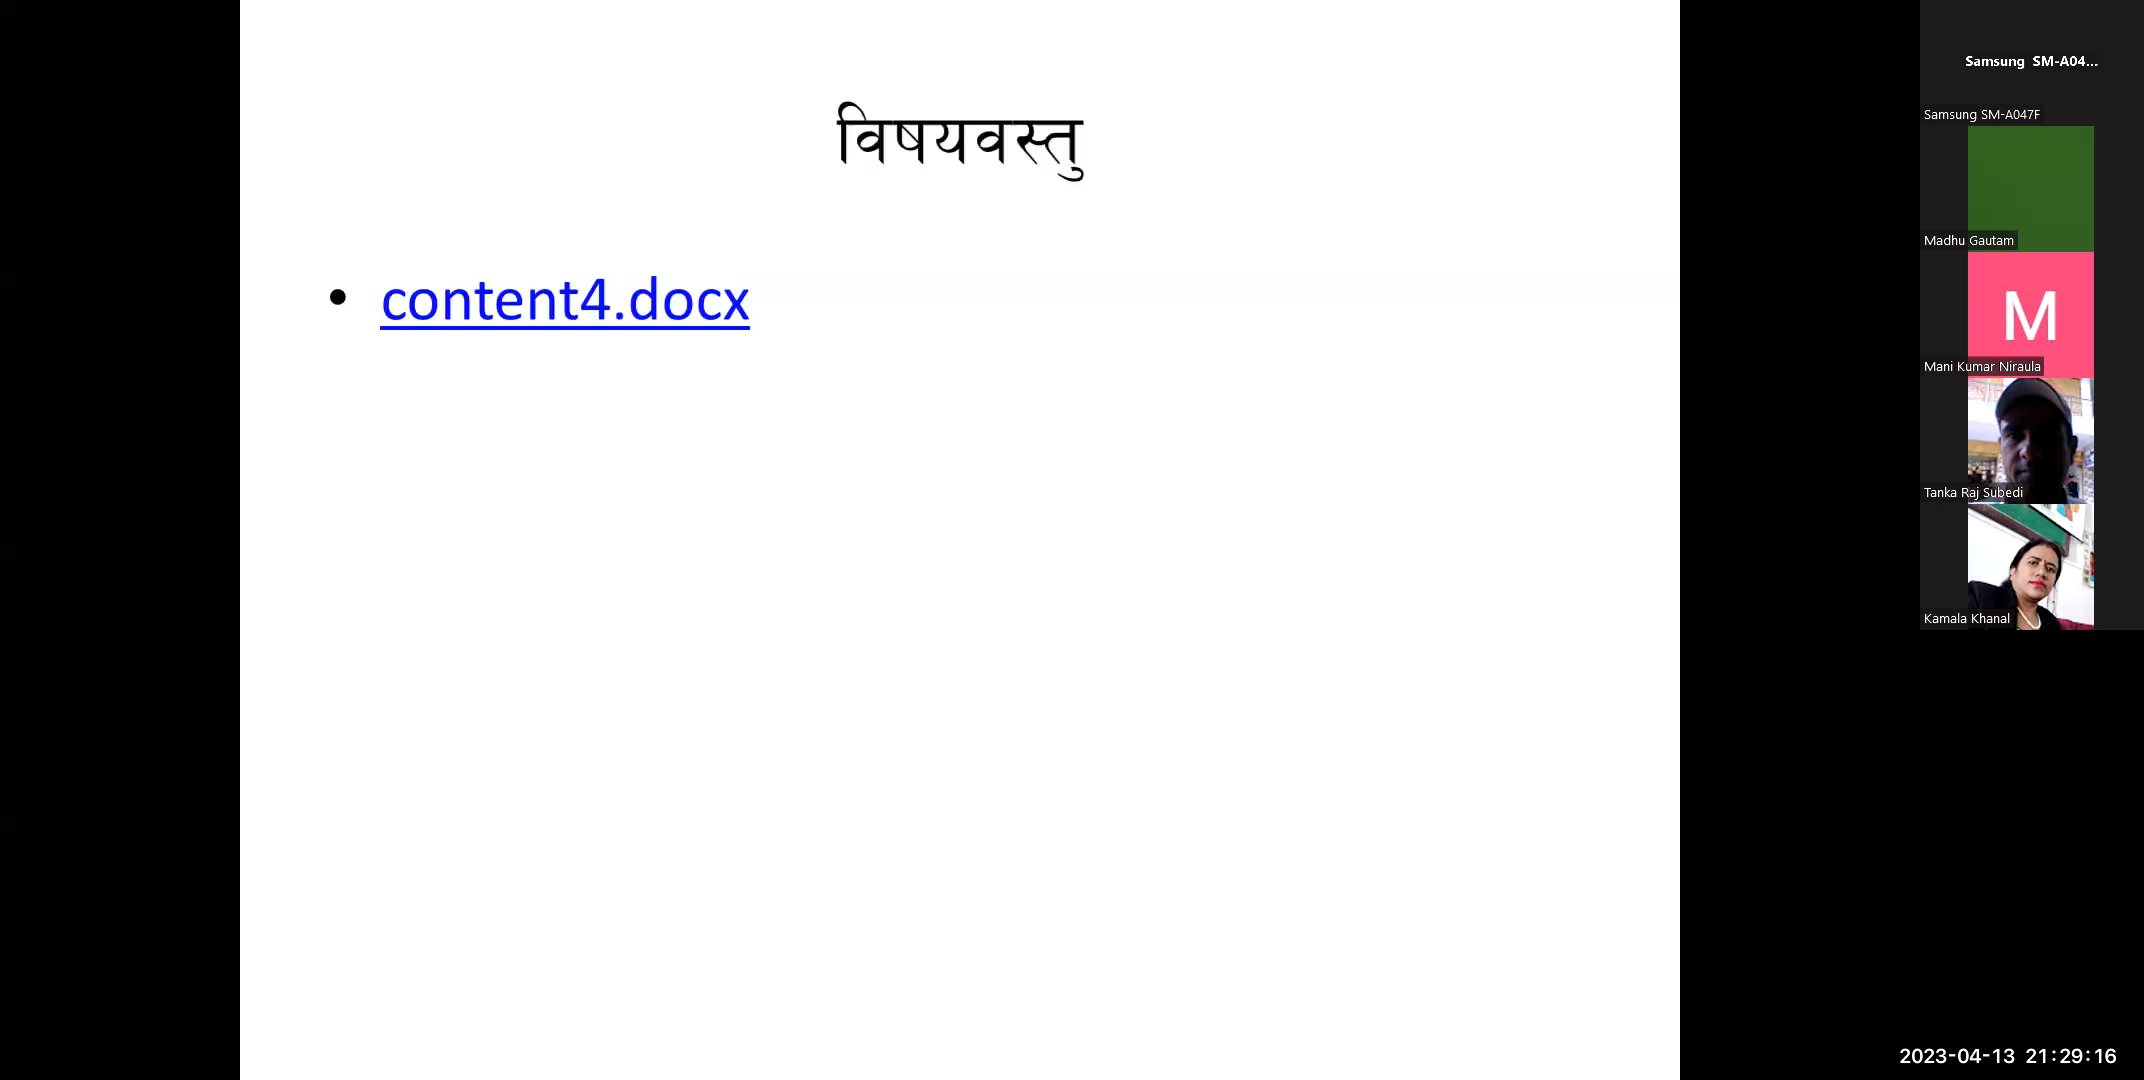 विषयवस्तु
• content4.docx
Samsung SM-A04...
Samsung SM-A047F
Madhu Gautam
M
Mani Kumar Niraula
Tanka Raj Subedi
Kamala Khanal
2023-04-13 21:29:16